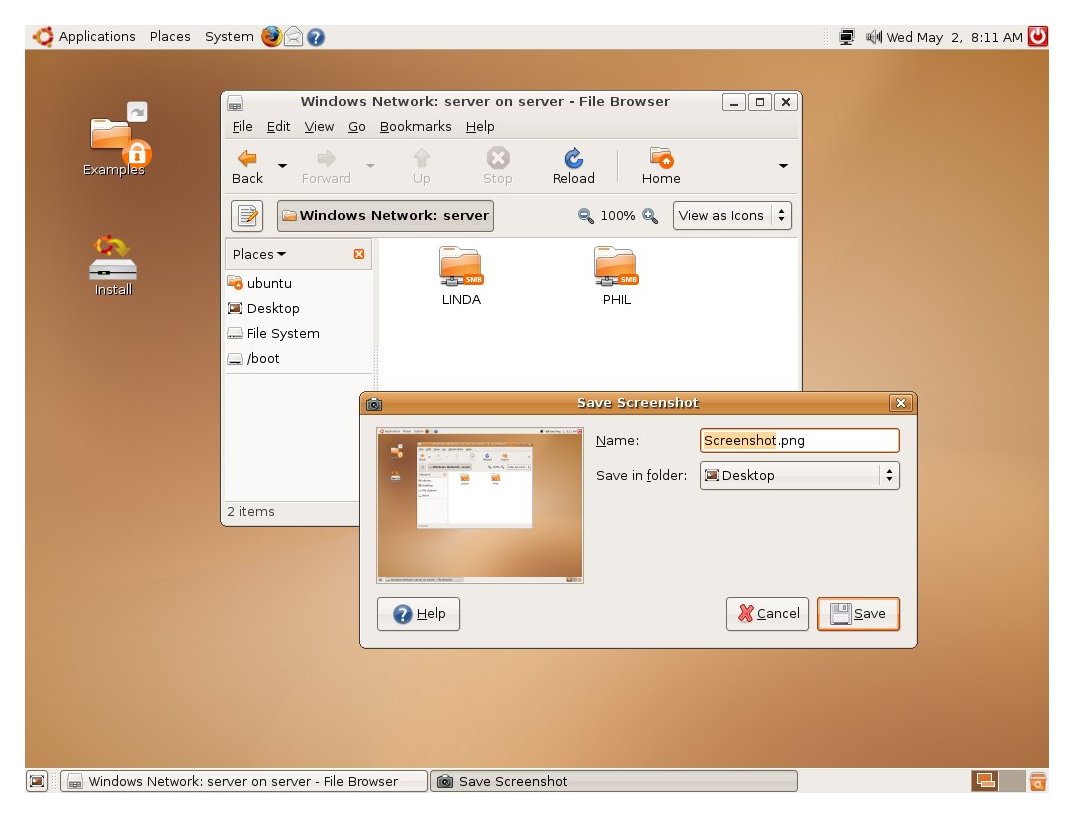 Applications Places System Wed May 2, 8:11 AM
Examples
Install
Windows Network: server on server - File Browser
File Edit View Go Bookmarks Help
Back Forward Up Stop Reload Home
Windows Network: server 100% View as Icons
Places
ubuntu
Desktop
File System
/boot
SMB SMB
LINDA PHIL
2 items
Save Screenshot
Name: Screenshot.png
Save in folder: Desktop
Help Cancel Save
Windows Network: server on server - File Browser Save Screenshot